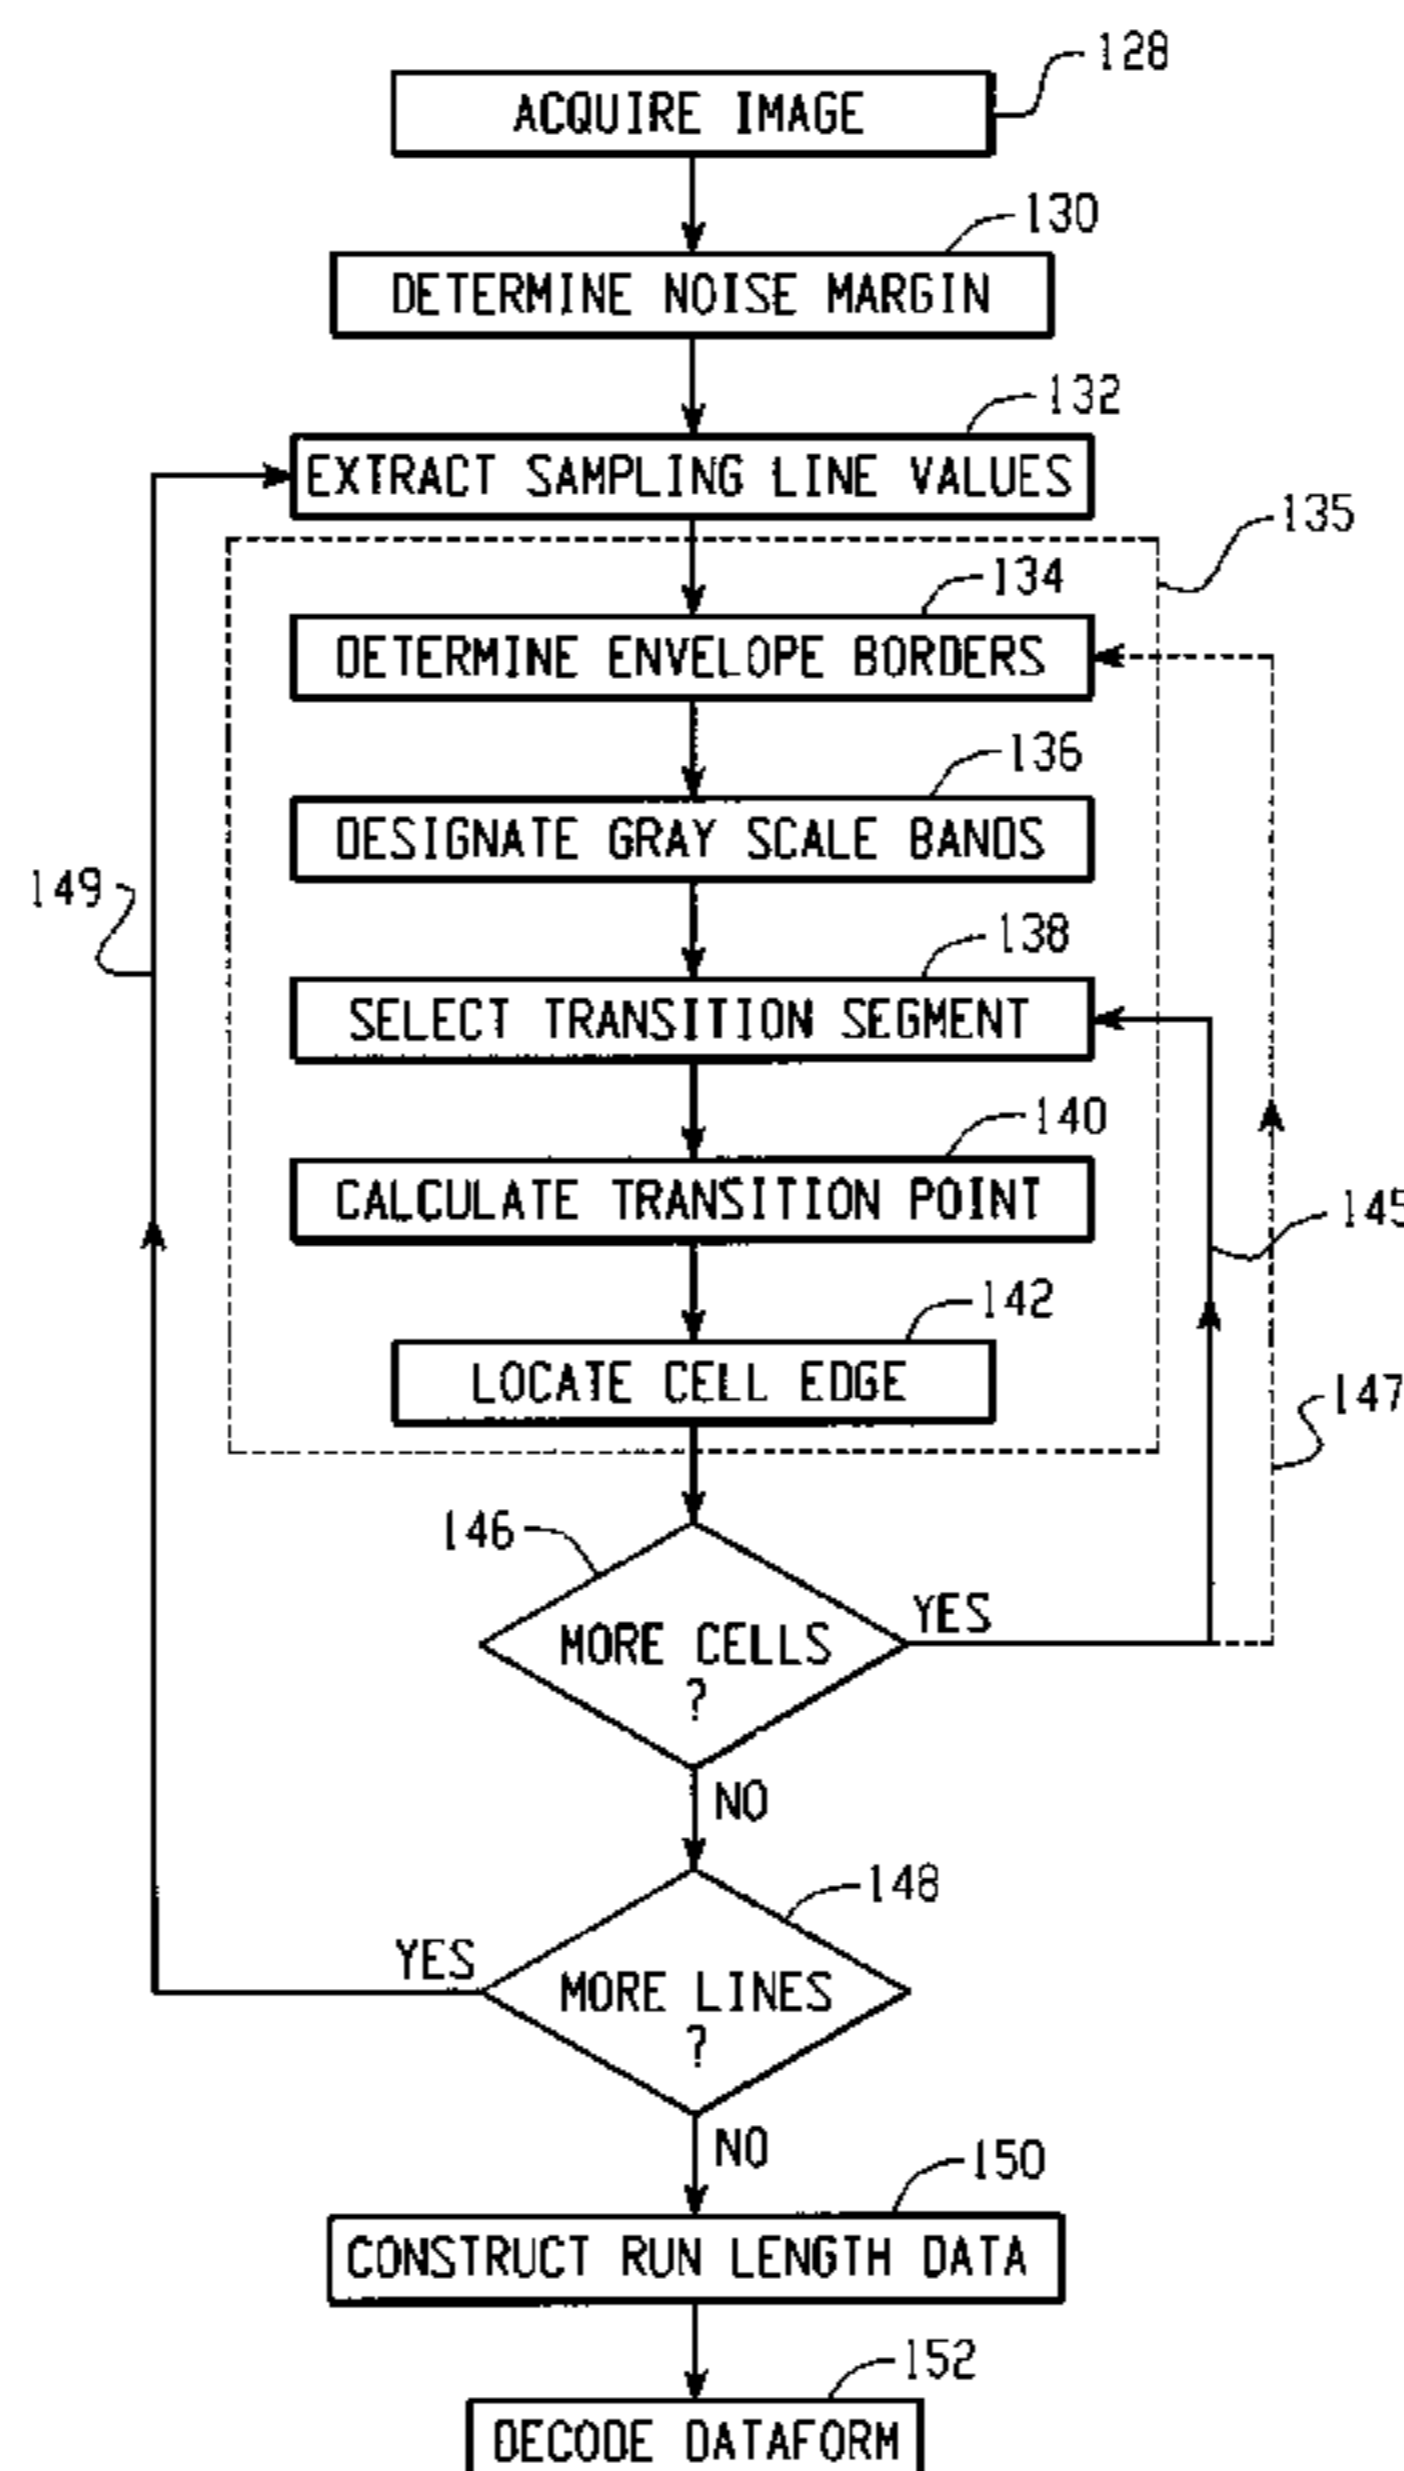 128
ACQUIRE IMAGE
130
DETERMINE NOISE MARGIN
132
EXTRACT SAMPLING LINE VALUES
135
134
DETERMINE ENVELOPE BORDERS
136
DESIGNATE GRAY SCALE BANDS
149
138
SELECT TRANSITION SEGMENT
140
CALCULATE TRANSITION POINT
145
142
LOCATE CELL EDGE
147
146
MORE CELLS
?
YES
NO
148
MORE LINES
?
YES
NO
150
CONSTRUCT RUN LENGTH DATA
152
DECODE DATAFORM